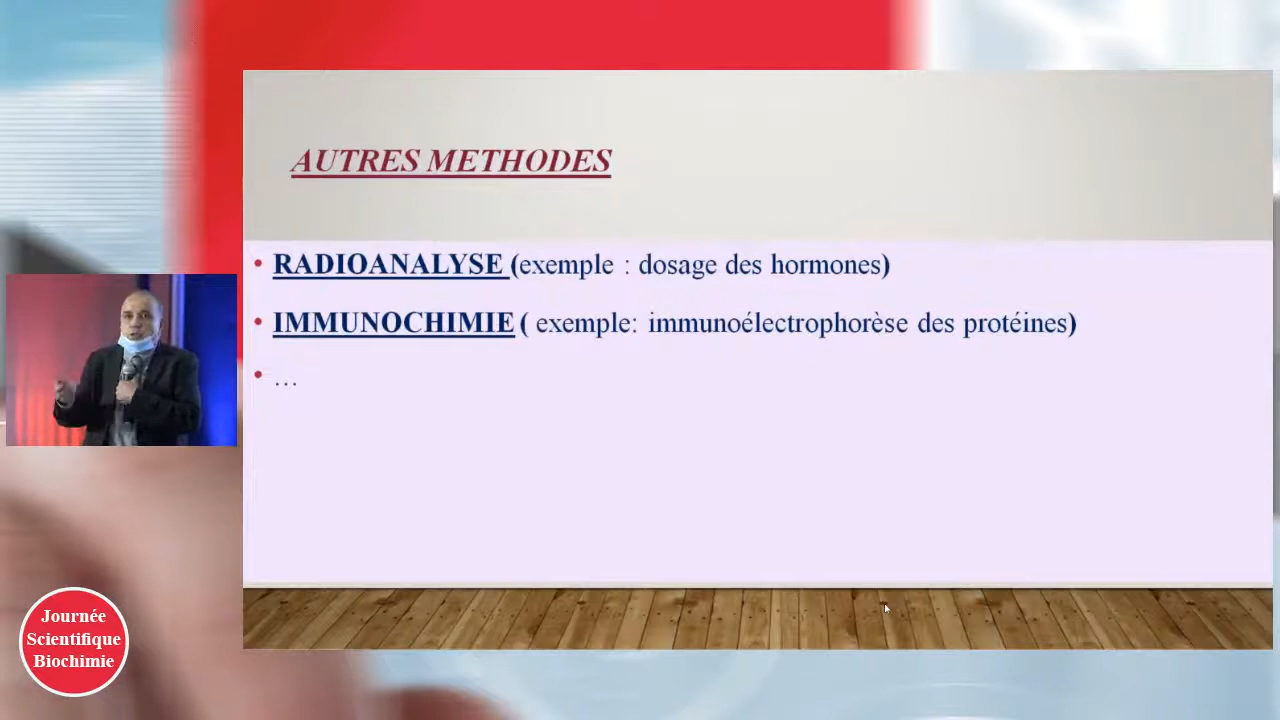 AUTRES METHODES
• RADIOANALYSE (exemple : dosage des hormones)
• IMMUNOCHIMIE ( exemple: immunoélectrophorèse des protéines)
• …
Journée
Scientifique
Biochimie